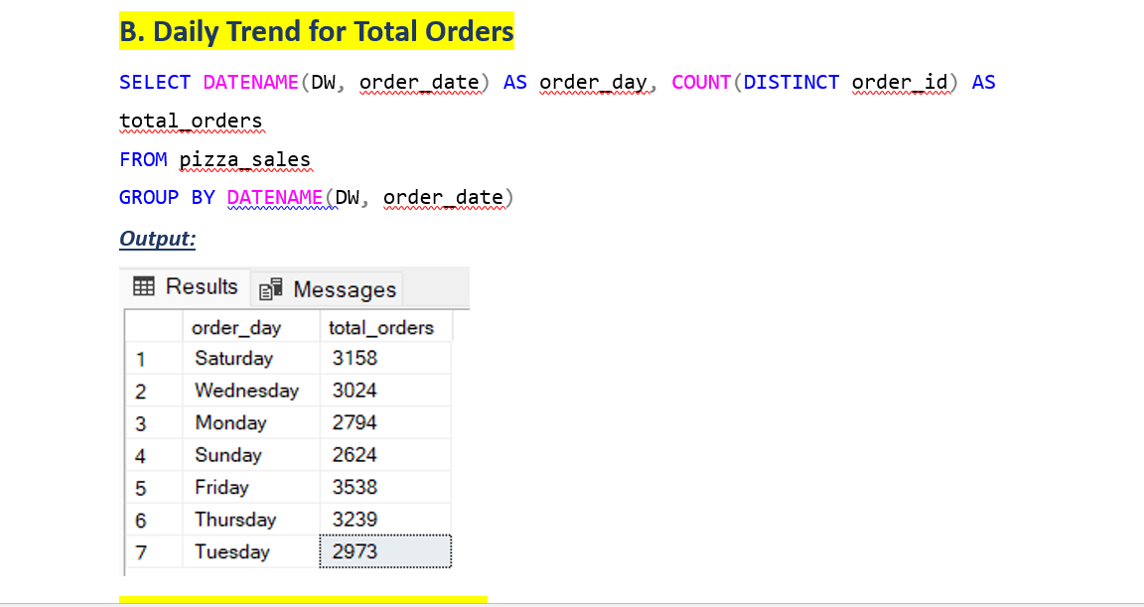 B. Daily Trend for Total Orders
SELECT DATENAME(DW, order_date) AS order_day, COUNT(DISTINCT order_id) AS
total_orders
FROM pizza_sales
GROUP BY DATENAME(DW, order_date)
Output:
Results Messages
order_day total_orders
1 Saturday 3158
2 Wednesday 3024
3 Monday 2794
4 Sunday 2624
5 Friday 3538
6 Thursday 3239
7 Tuesday 2973